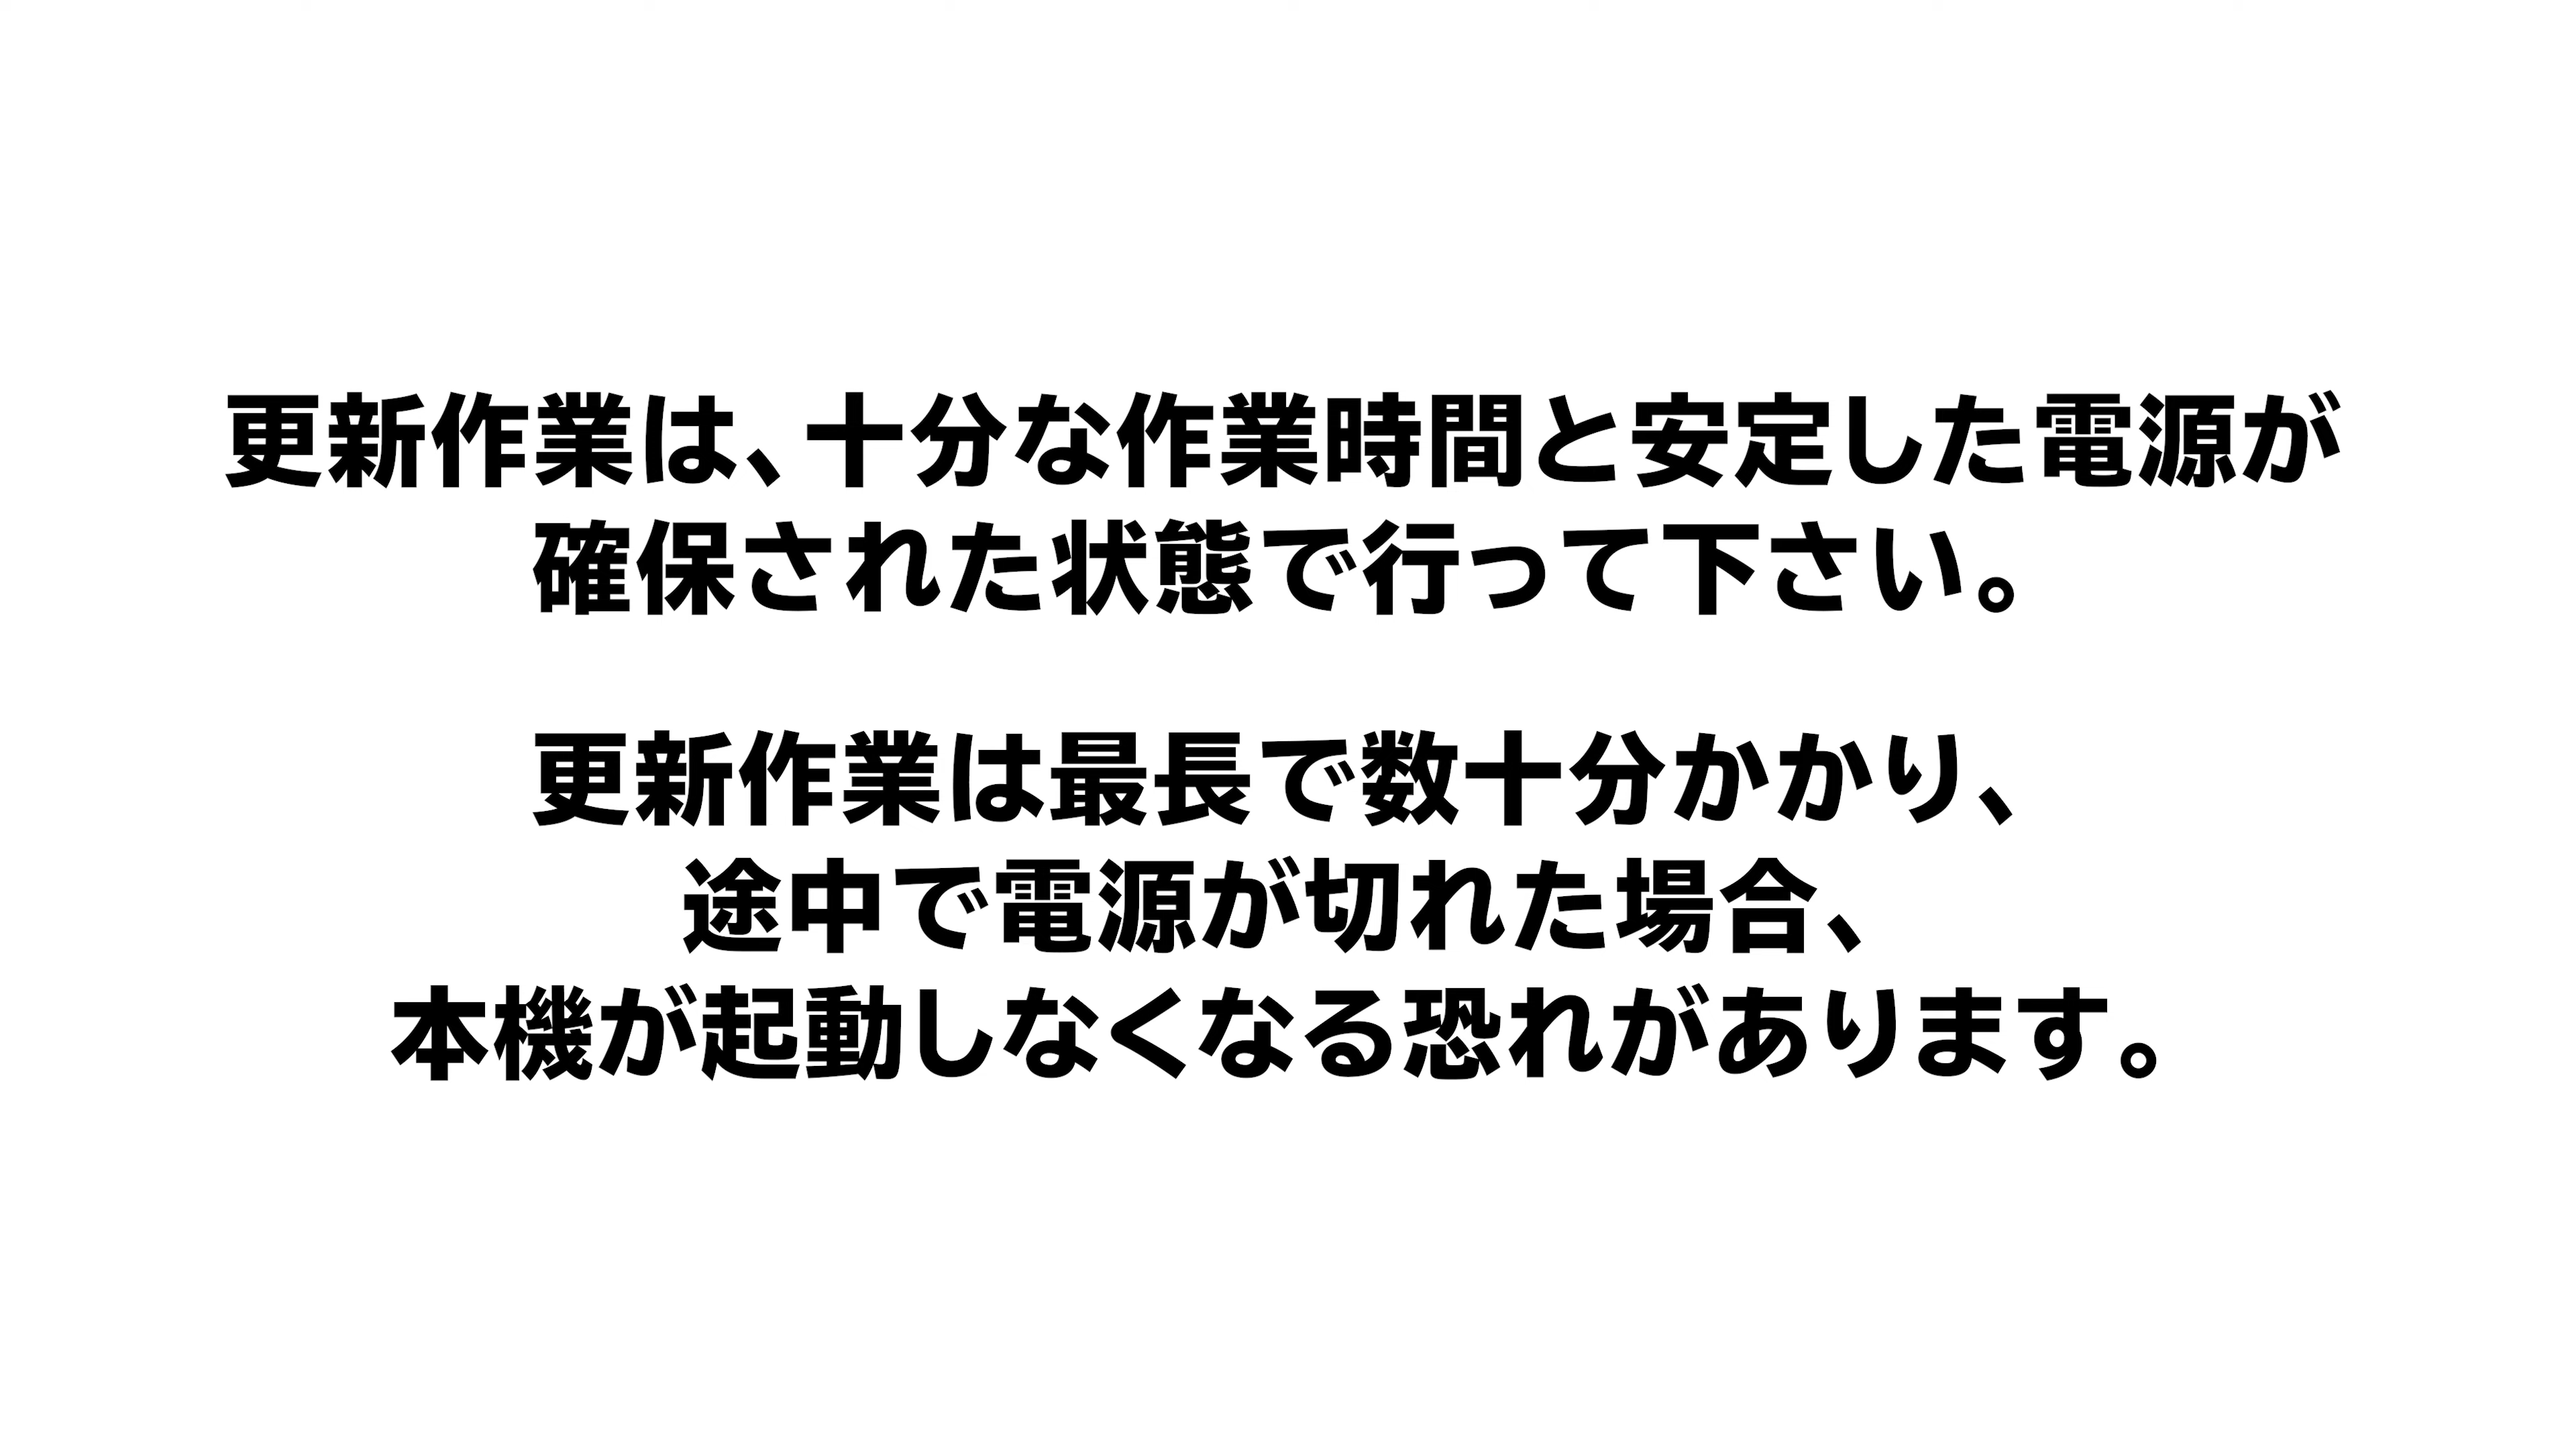 更新作業は、十分な作業時間と安定した電源が
確保された状態で行って下さい。
更新作業は最長で数十分かかり、
途中で電源が切れた場合、
本機が起動しなくなる恐れがあります。